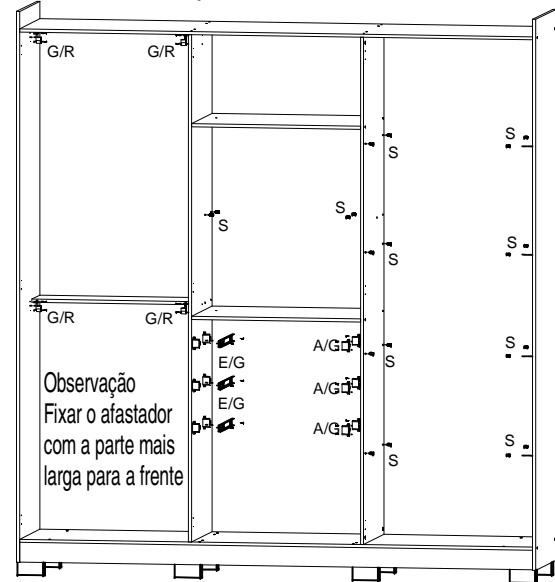 G/R G/R
S
S
S
S
S S
S
S
G/R G/R
A/G
S
E/G
S
A/G
E/G
Observação
Fixar o afastador
com a parte mais
larga para a frente
A/G
S
S